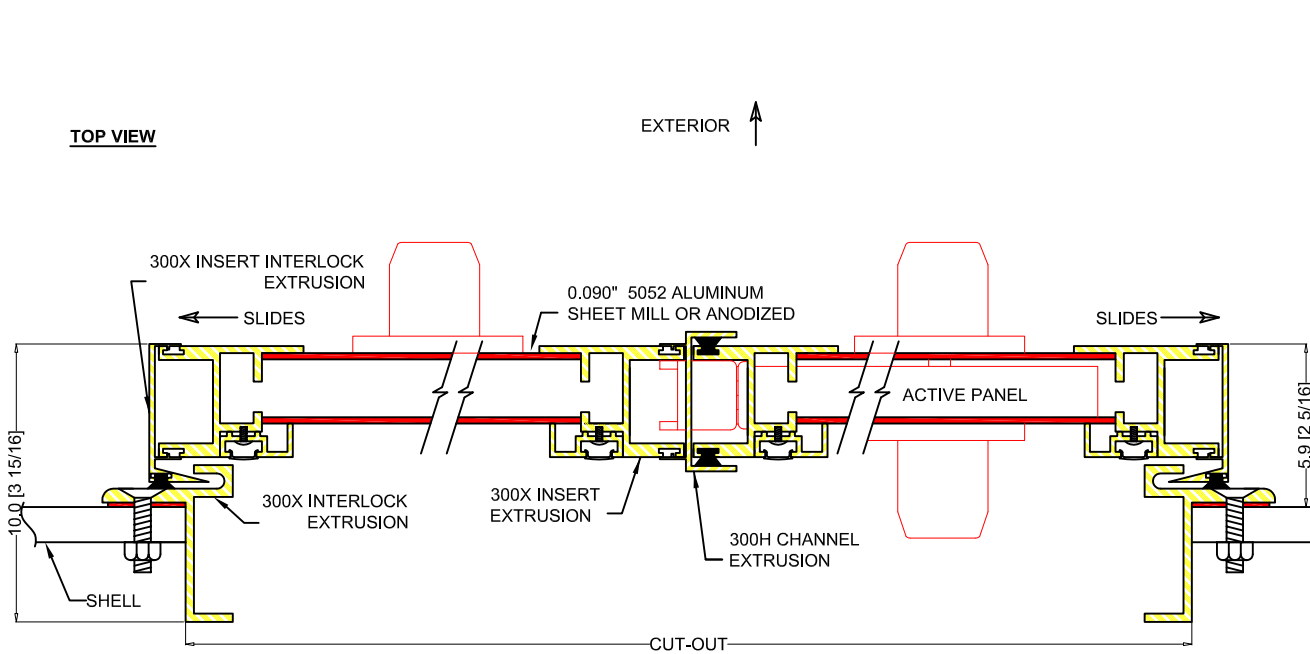 EXTERIOR
TOP VIEW
300X INSERT INTERLOCK
EXTRUSION
0.090" 5052 ALUMINUM
SHEET MILL OR ANODIZED
SLIDES
SLIDES
ACTIVE PANEL
10.0 [3 15/16]
5.9 [2 5/16]
300X INTERLOCK
EXTRUSION
300X INSERT
EXTRUSION
300H CHANNEL
EXTRUSION
SHELL
CUT-OUT